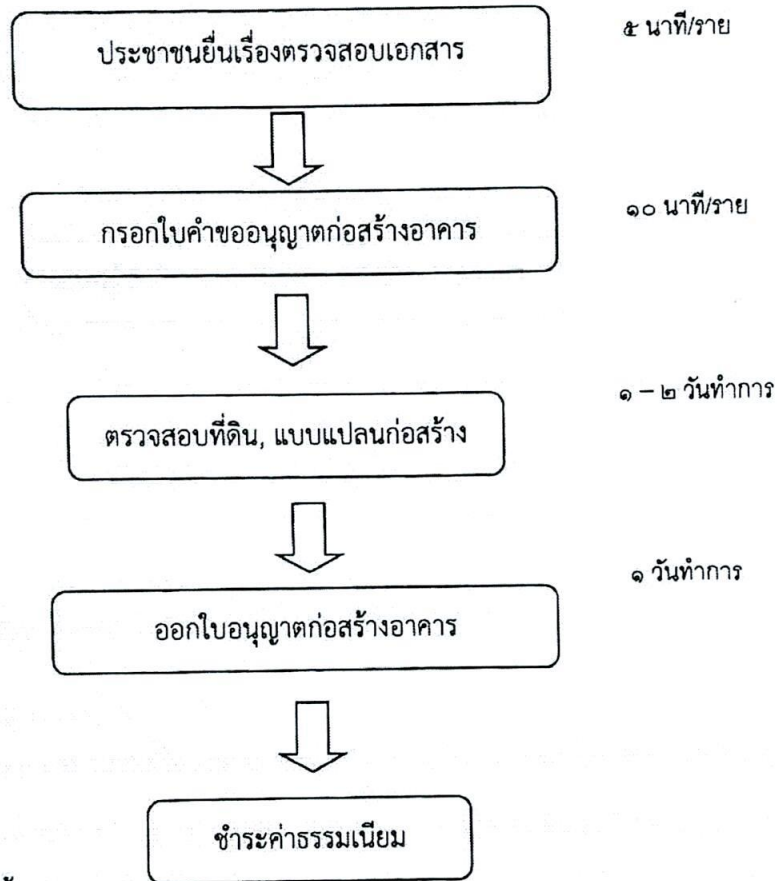 ประชาชนยื่นเรื่องตรวจสอบเอกสาร
๕ นาที/ราย
กรอกใบคำขออนุญาตก่อสร้างอาคาร
๑๐ นาที/ราย
ตรวจสอบที่ดิน, แบบแปลนก่อสร้าง
๑ – ๒ วันทำการ
ออกใบอนุญาตก่อสร้างอาคาร
๑ วันทำการ
ชำระค่าธรรมเนียม